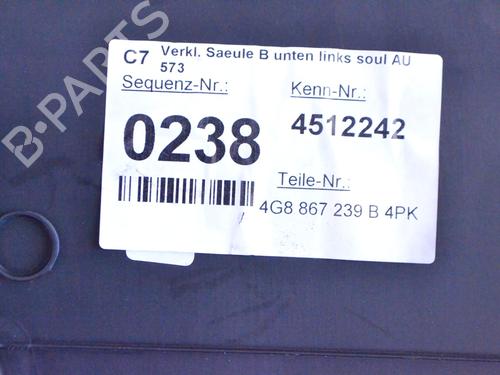 C7 Verkl. Saeule B unten links soul AU
573
Sequenz-Nr.:
Kenn-Nr.:
0238
4512242
Teile-Nr.:
4G8 867 239 B 4PK
B-PARTS